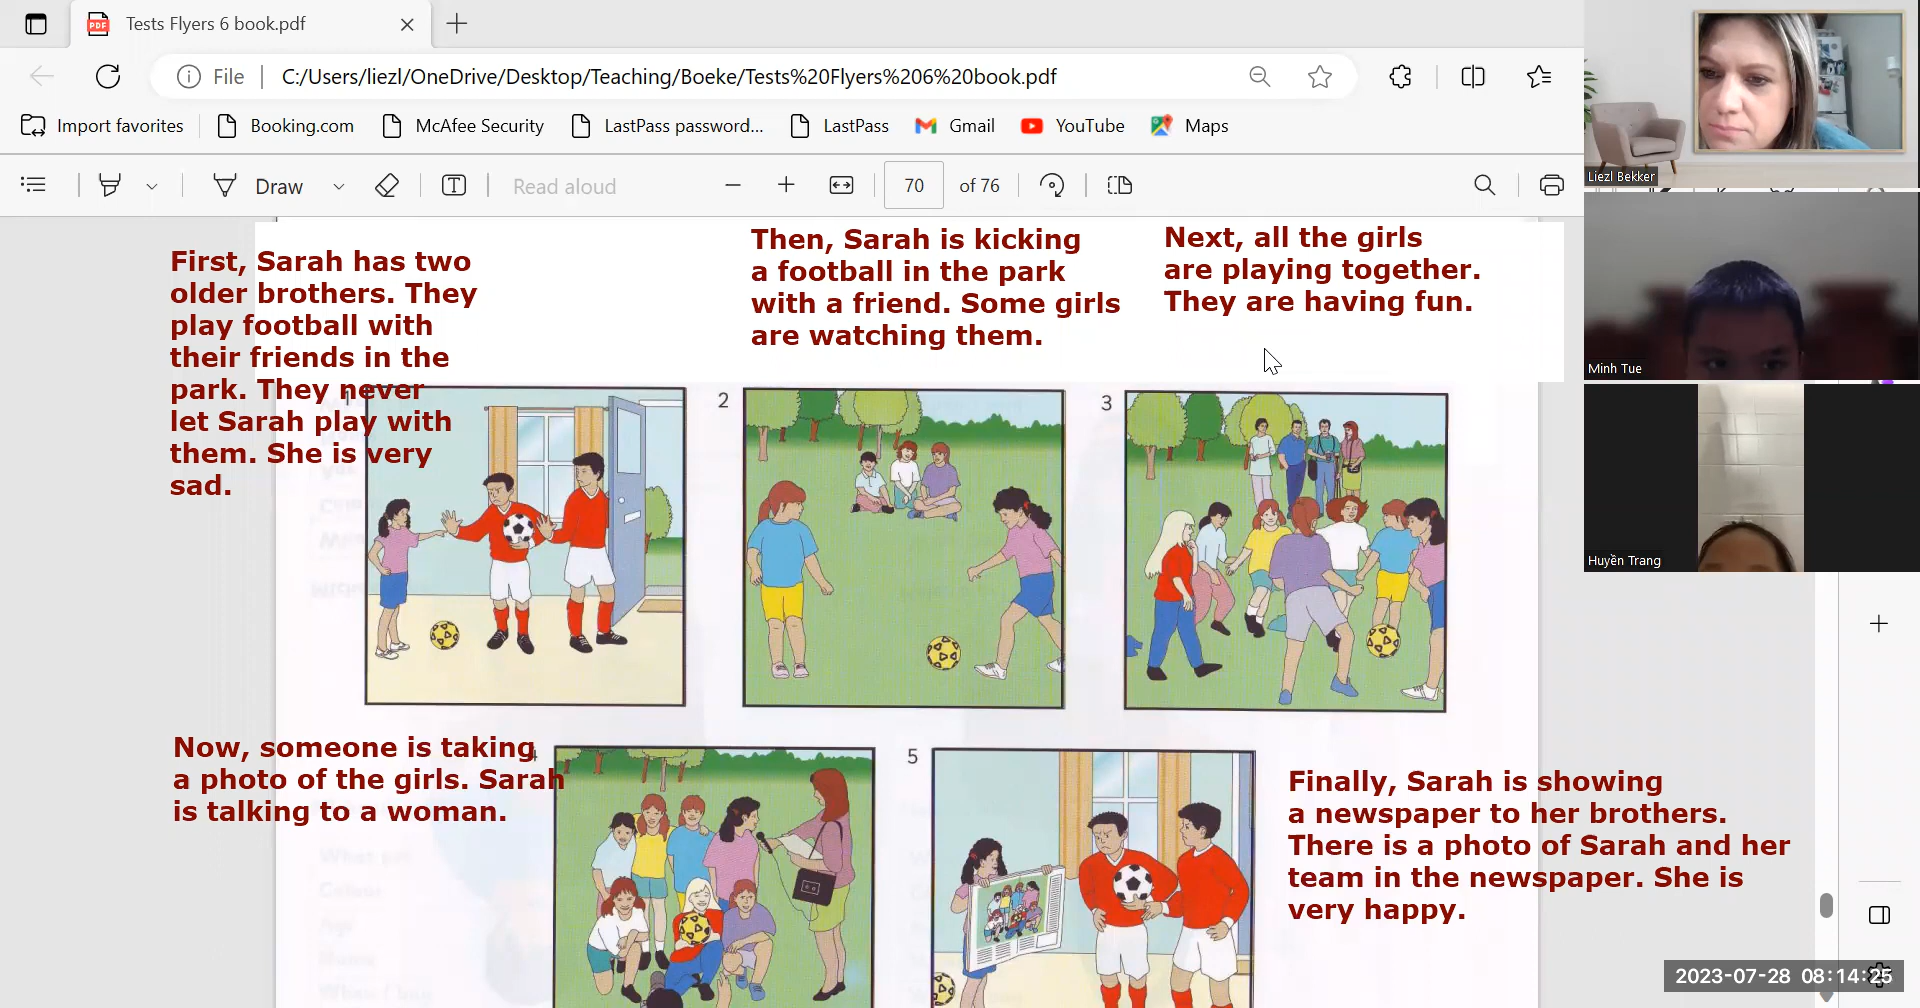 Tests Flyers 6 book.pdf
File
C:/Users/liezl/OneDrive/Desktop/Teaching/Boeke/Tests%20Flyers%206%20book.pdf
Import favorites
Booking.com
McAfee Security
LastPass password...
LastPass
Gmail
YouTube
Maps
Draw
Read aloud
70
of 76
First, Sarah has two
older brothers. They
play football with
their friends in the
park. They never
let Sarah play with
them. She is very
sad.
Then, Sarah is kicking
a football in the park
with a friend. Some girls
are watching them.
Next, all the girls
are playing together.
They are having fun.
1
2
3
Now, someone is taking
a photo of the girls. Sarah
is talking to a woman.
4
5
Finally, Sarah is showing
a newspaper to her brothers.
There is a photo of Sarah and her
team in the newspaper. She is
very happy.
Liezl Bekker
Minh Tue
Huyền Trang
2023-07-28 08:14:25